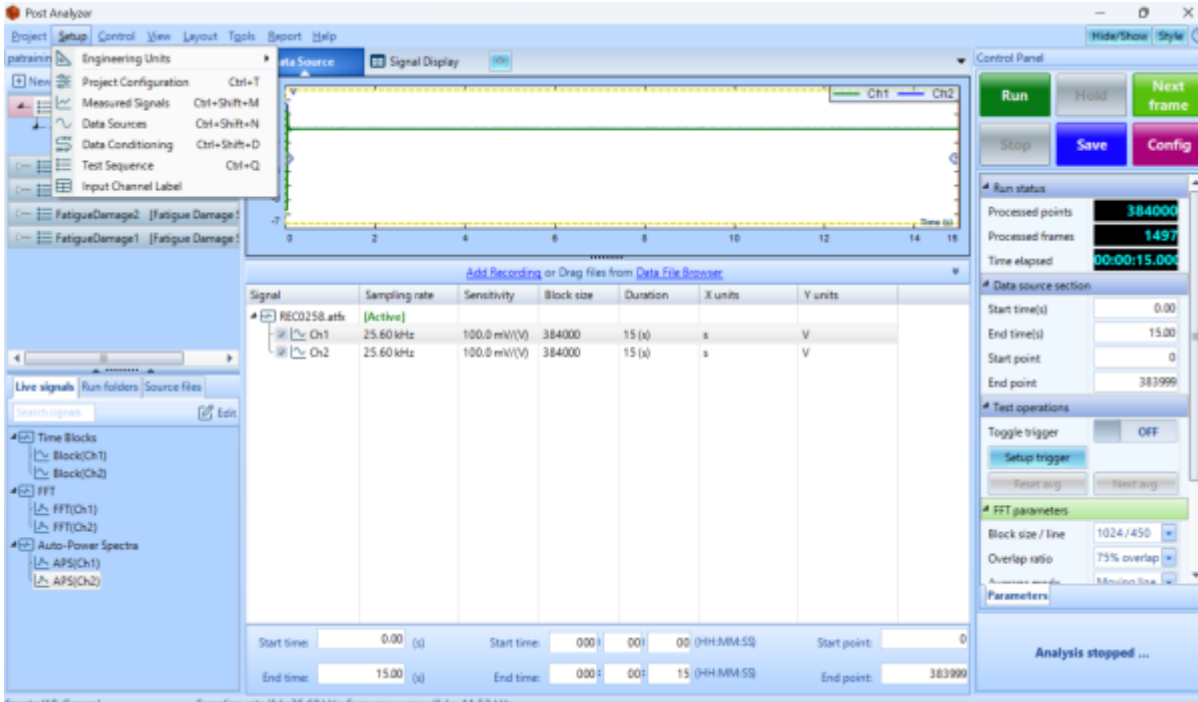 Post Analyzer
Project Setup Control View Layout Tools Report Help
Hide/Show Style
Engineering Units
Project Configuration Ctrl+T
Measured Signals Ctrl+Shift+M
Data Sources Ctrl+Shift+N
Data Conditioning Ctrl+Shift+D
Test Sequence Ctrl+Q
Input Channel Label
New
FatigueDamage2 [Fatigue Damage
FatigueDamage1 [Fatigue Damage
Signal Display
Ch1 Ch2
Time (s)
0 2 4 6 8 10 12 14 15
Add Recording or Drag files from Data File Browser
Signal Sampling rate Sensitivity Block size Duration X units Y units
REC0258.atfx [Active]
Ch1 25.60 kHz 100.0 mV/(V) 384000 15 (s) s V
Ch2 25.60 kHz 100.0 mV/(V) 384000 15 (s) s V
Start time: 0.00 (s) Start time: 000 : 00 : 00 (HH:MM:SS) Start point: 0
End time: 15.00 (s) End time: 000 : 00 : 15 (HH:MM:SS) End point: 383999
Live signals Run folders Source files
Search signals Edit
Time Blocks
Block(Ch1)
Block(Ch2)
FFT
FFT(Ch1)
FFT(Ch2)
Auto-Power Spectra
APS(Ch1)
APS(Ch2)
Control Panel
Run Hold Next frame
Stop Save Config
Run status
Processed points 384000
Processed frames 1497
Time elapsed 00:00:15.000
Data source section
Start time(s) 0.00
End time(s) 15.00
Start point 0
End point 383999
Test operations
Toggle trigger OFF
Setup trigger
Reset avg Next avg
FFT parameters
Block size / line 1024/450
Overlap ratio 75% overlap
Parameters
Analysis stopped ...